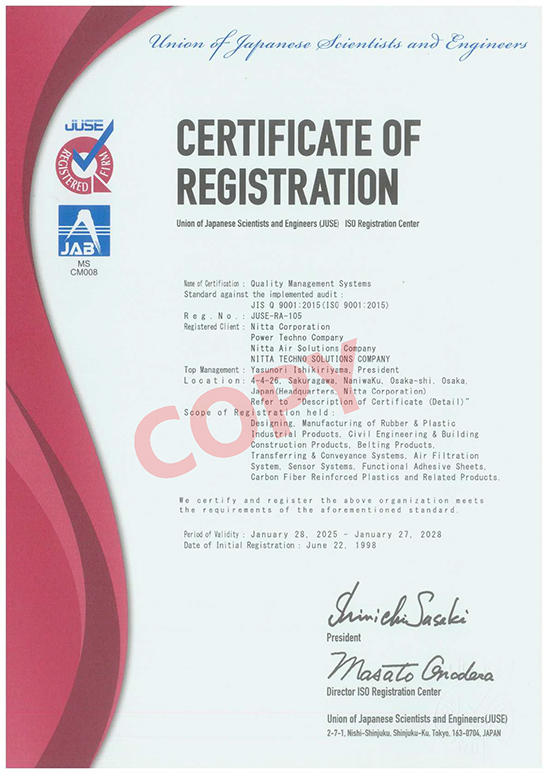 Union of Japanese Scientists and Engineers
JUSE
REGISTERED FIRM
JAB
MS
CM008
CERTIFICATE OF
REGISTRATION
Union of Japanese Scientists and Engineers (JUSE) ISO Registration Center
Name of Certification : Quality Management Systems
Standard against the implemented audit :
JIS Q 9001:2015(ISO 9001:2015)
Reg. No. : JUSE-RA-105
Registered Client : Nitta Corporation
Power Techno Company
Nitta Air Solutions Company
NITTA TECHNO SOLUTIONS COMPANY
Top Management : Yasunori Ishikiriyama, President
Location : 4-4-26, Sakuragawa, NaniwaKu, Osaka-shi, Osaka,
Japan(Headquarters, Nitta Corporation)
Refer to "Description of Certificate (Detail)"
Scope of Registration held :
Designing, Manufacturing of Rubber & Plastic
Industrial Products, Civil Engineering & Building
Construction Products, Belting Products,
Transferring & Conveyance Systems, Air Filtration
System, Sensor Systems, Functional Adhesive Sheets,
Carbon Fiber Reinforced Plastics and Related Products.
COPY
We certify and register the above organization meets
the requirements of the aforementioned standard.
Period of Validity : January 28, 2025 - January 27, 2028
Date of Initial Registration : June 22, 1998
Shinichi Sasaki
President
Masato Onodera
Director ISO Registration Center
Union of Japanese Scientists and Engineers(JUSE)
2-7-1, Nishi-Shinjuku, Shinjuku-Ku, Tokyo, 163-0704, JAPAN